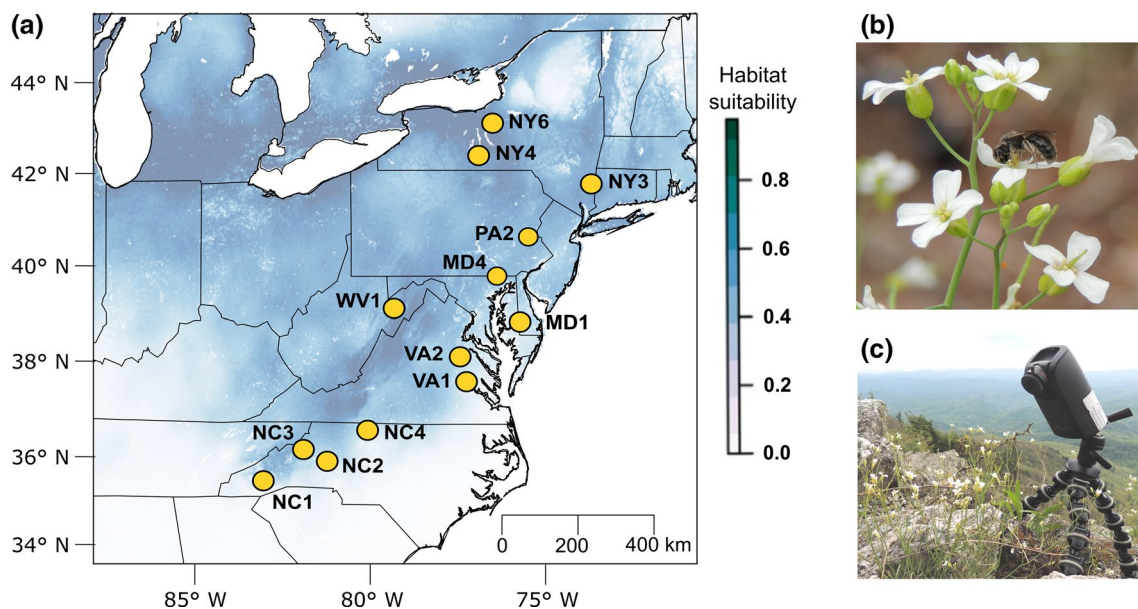 (a)
44° N
42° N
40° N
38° N
36° N
34° N
85° W
80° W
75° W
NY6
NY4
NY3
PA2
MD4
WV1
MD1
VA2
VA1
NC3
NC4
NC2
NC1
0
200
400 km
Habitat
suitability
0.8
0.6
0.4
0.2
0.0
(b)
(c)